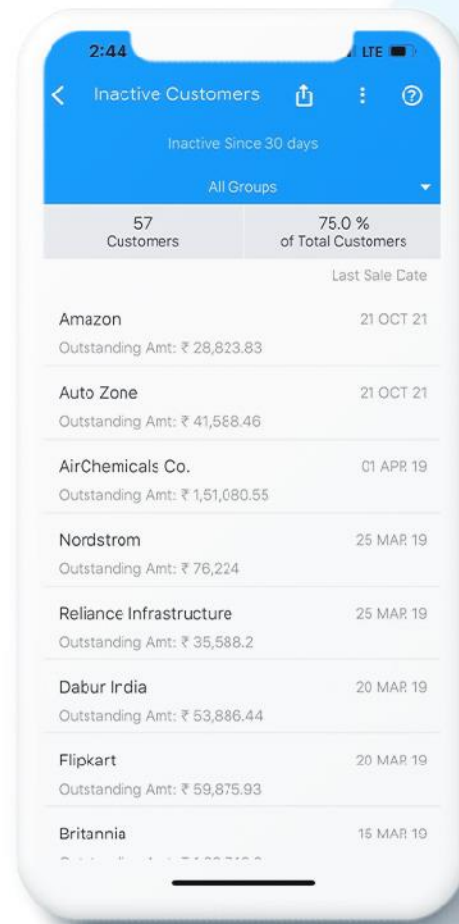 2:44 LTE
Inactive Customers
Inactive Since 30 days
All Groups
57 75.0 %
Customers of Total Customers
Last Sale Date
Amazon 21 OCT 21
Outstanding Amt: ₹ 28,823.83
Auto Zone 21 OCT 21
Outstanding Amt: ₹ 41,588.46
AirChemicals Co. 01 APR 19
Outstanding Amt: ₹ 1,51,080.55
Nordstrom 25 MAR 19
Outstanding Amt: ₹ 76,224
Reliance Infrastructure 25 MAR 19
Outstanding Amt: ₹ 35,588.2
Dabur India 20 MAR 19
Outstanding Amt: ₹ 53,886.44
Flipkart 20 MAR 19
Outstanding Amt: ₹ 59,875.93
Britannia MAR 19